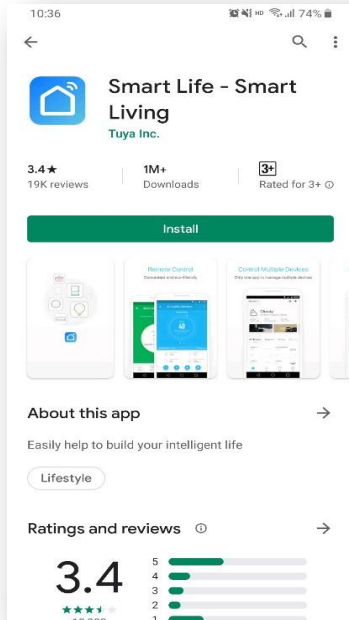 10:36
HD
74%
Smart Life - Smart
Living
Tuya Inc.
3.4★
19K reviews
1M+
Downloads
3+
Rated for 3+
Install
Remote Control
Control Multiple Devices
About this app
Easily help to build your intelligent life
Lifestyle
Ratings and reviews
3.4
5
4
3
2
1